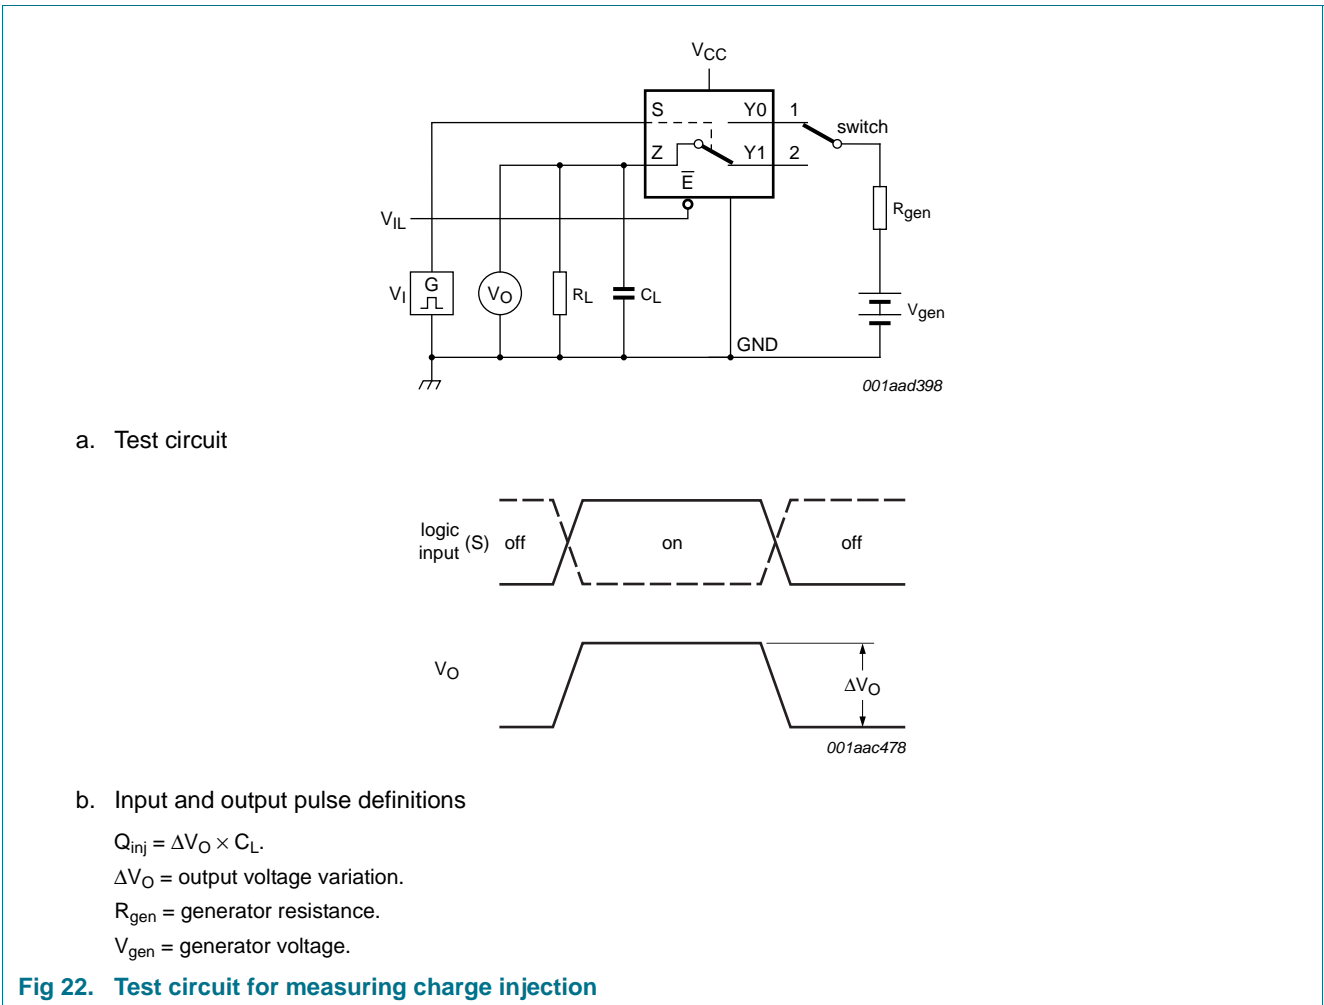 VCC
S
Y0
1
switch
Z
Y1
2
E
VIL
Rgen
VI
G
VO
RL
CL
Vgen
GND
001aad398
a. Test circuit
logic
input (S)
off
on
off
VO
ΔVO
001aac478
b. Input and output pulse definitions
Qinj = ΔVO × CL.
ΔVO = output voltage variation.
Rgen = generator resistance.
Vgen = generator voltage.
Fig 22. Test circuit for measuring charge injection